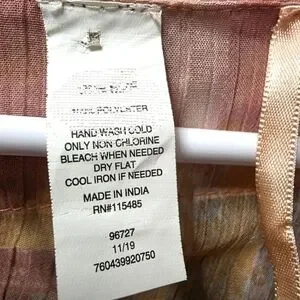 100% POLYESTER
HAND WASH COLD
ONLY NON CHLORINE
BLEACH WHEN NEEDED
DRY FLAT
COOL IRON IF NEEDED
MADE IN INDIA
RN#115485
96727
11/19
760439920750